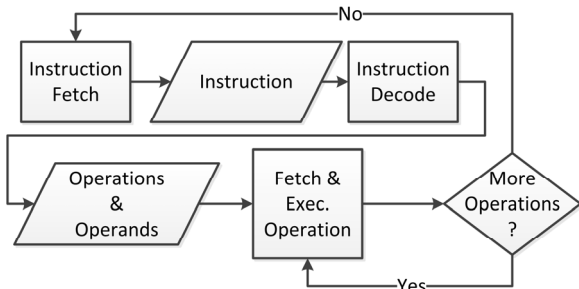 No
Instruction
Fetch
Instruction
Instruction
Decode
Operations
&
Operands
Fetch &
Exec.
Operation
More
Operations
?
Yes